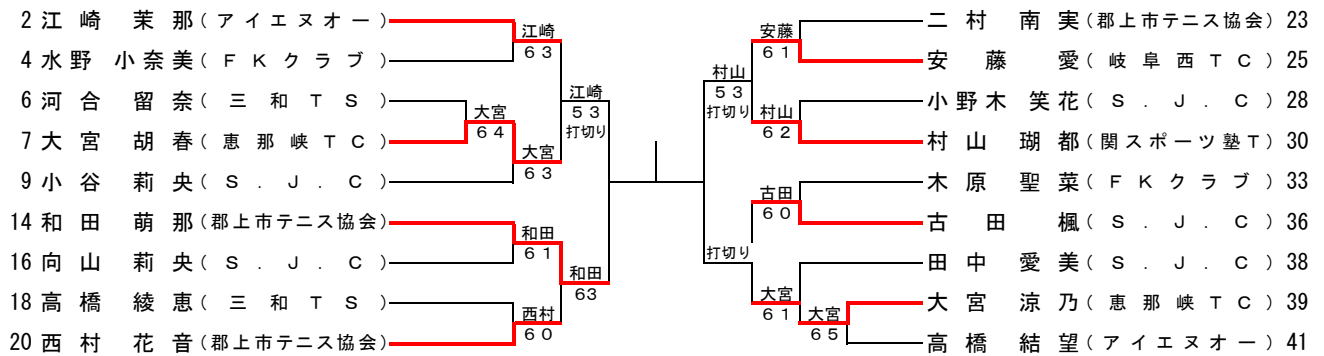 2 江崎 茉那 (アイエヌオー)
4 水野 小奈美 (ＦＫクラブ)
6 河合 留奈 (三和ＴＳ)
7 大宮 胡春 (恵那峡ＴＣ)
9 小谷 莉央 (Ｓ．Ｊ．Ｃ)
14 和田 萌那 (郡上市テニス協会)
16 向山 莉央 (Ｓ．Ｊ．Ｃ)
18 高橋 綾恵 (三和ＴＳ)
20 西村 花音 (郡上市テニス協会)
大宮
６４
江崎
６３
大宮
６３
和田
６１
西村
６０
江崎
５３
打切り
和田
63
村山
５３
打切り
打切り
安藤
６１
村山
６２
古田
６０
大宮
６１
大宮
６５
二村 南実 (郡上市テニス協会) 23
安藤 愛 (岐阜西ＴＣ) 25
小野木 笑花 (Ｓ．Ｊ．Ｃ) 28
村山 瑚都 (関スポーツ塾Ｔ) 30
木原 聖菜 (ＦＫクラブ) 33
古田 楓 (Ｓ．Ｊ．Ｃ) 36
田中 愛美 (Ｓ．Ｊ．Ｃ) 38
大宮 涼乃 (恵那峡ＴＣ) 39
高橋 結望 (アイエヌオー) 41